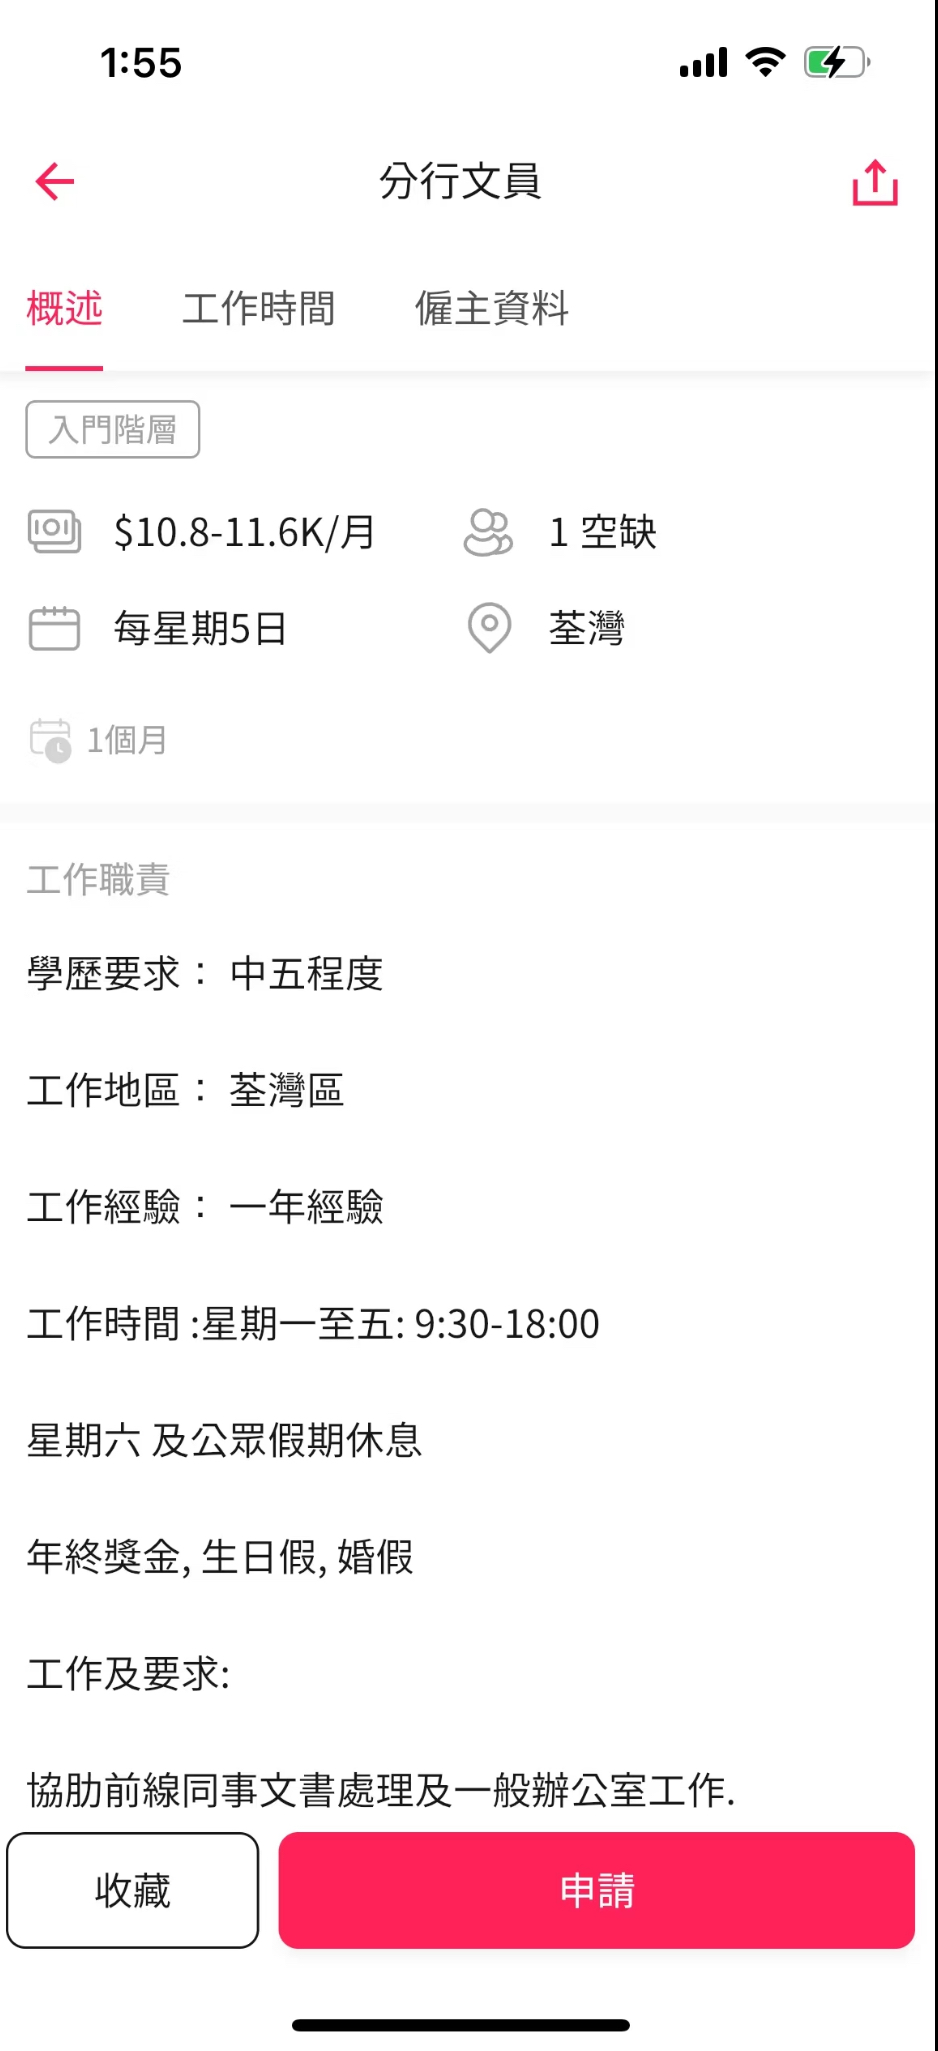 1:55
分行文員
概述 工作時間 僱主資料
入門階層
$10.8-11.6K/月 1 空缺
每星期5日 荃灣
1個月
工作職責
學歷要求： 中五程度
工作地區： 荃灣區
工作經驗： 一年經驗
工作時間 :星期一至五: 9:30-18:00
星期六 及公眾假期休息
年終獎金, 生日假, 婚假
工作及要求:
協肋前線同事文書處理及一般辦公室工作.
收藏 申請